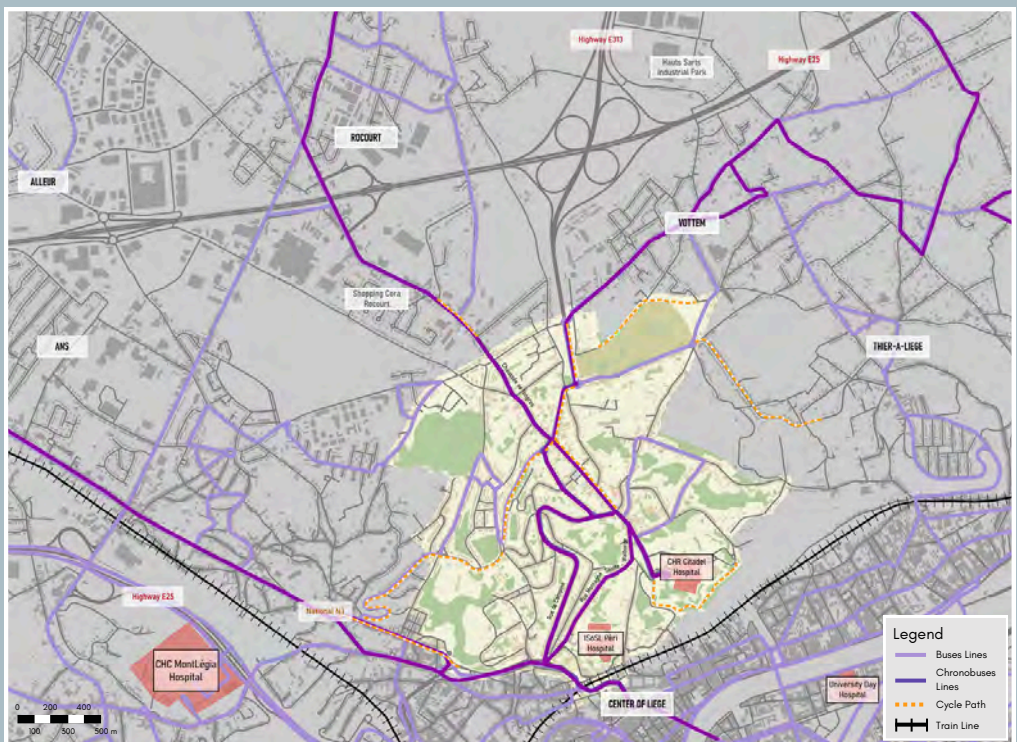 Highway E313
Hauts Sarts
Industrial Park
Highway E25
ROCOURT
ALLEUR
VOTTEM
Shopping Cora
Rocourt
ANS
THIER-A-LIEGE
CHR Citadel
Hospital
Highway E25
National N3
ISoSL Péri
Hospital
CHC MontLégia
Hospital
University Day
Hospital
CENTER OF LIEGE
0 200 400
100 300 500 m
Legend
Buses Lines
Chronobuses
Lines
Cycle Path
Train Line